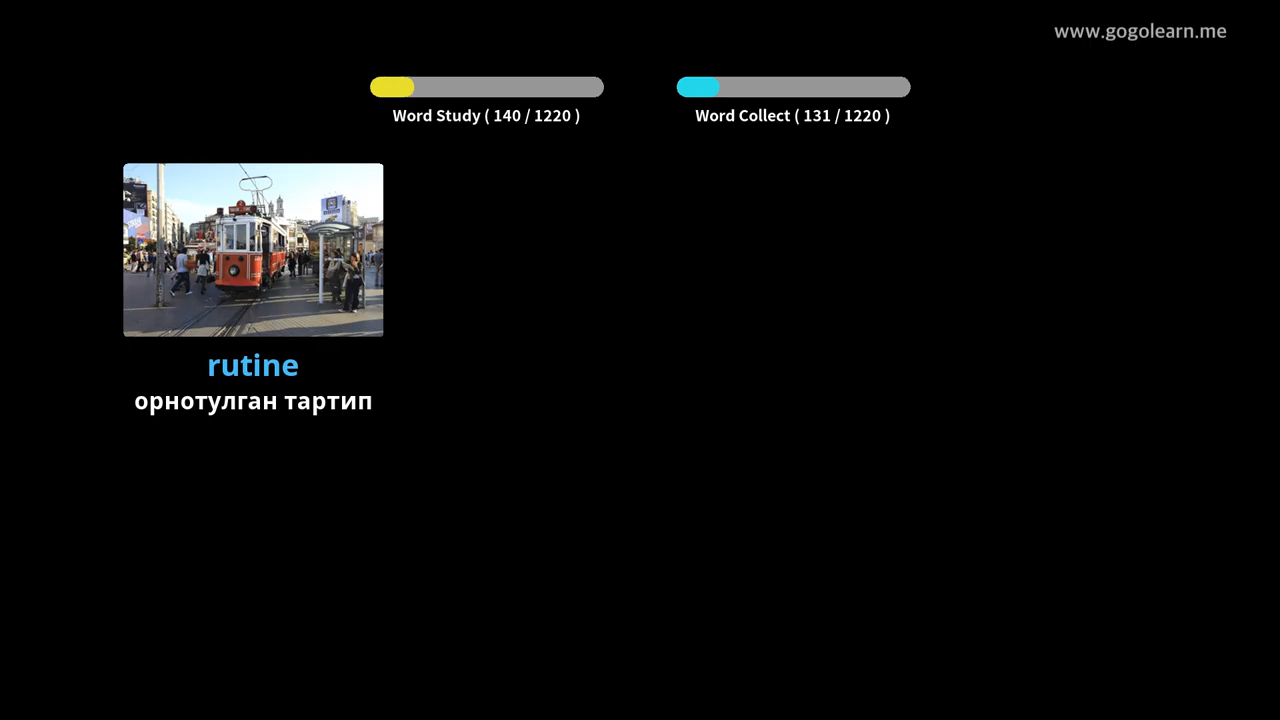 www.gogolearn.me
Word Study ( 140 / 1220 )
Word Collect ( 131 / 1220 )
rutine
орнотулган тартип